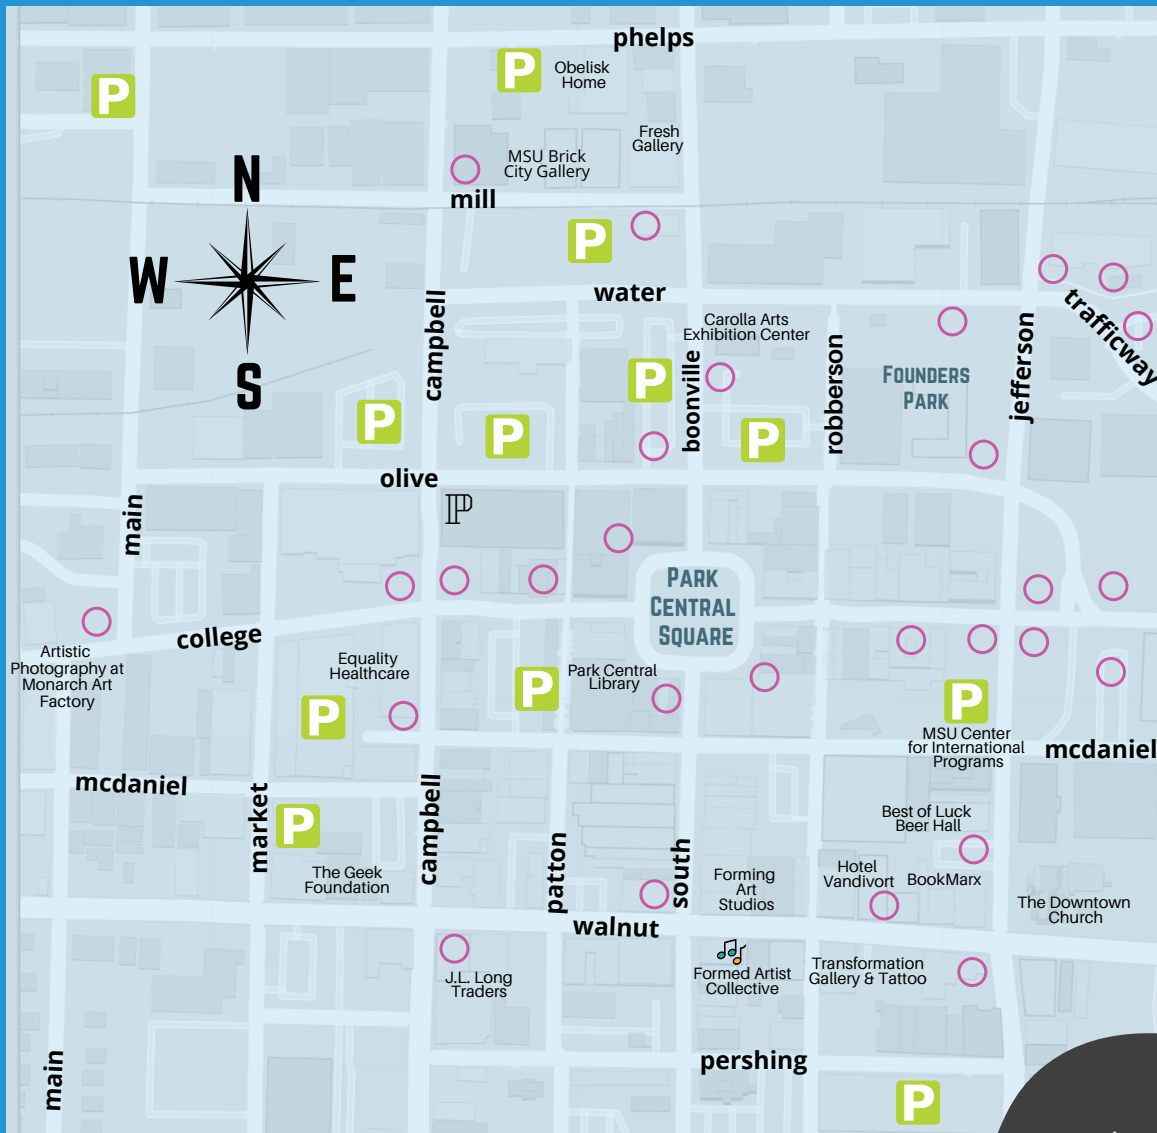 phelps
P
Obelisk
Home
P
Fresh
Gallery
MSU Brick
City Gallery
N
mill
P
W
E
water
trafficway
Carolla Arts
Exhibition Center
campbell
jefferson
S
robberson
boonville
Founders
Park
P
P
P
P
olive
P
main
Park
Central
Square
college
Artistic
Photography at
Monarch Art
Factory
Equality
Healthcare
Park Central
Library
P
P
P
MSU Center
for International
Programs
mcdaniel
mcdaniel
market
P
campbell
Best of Luck
Beer Hall
patton
south
The Geek
Foundation
Forming
Art
Studios
Hotel
Vandivort
BookMarx
The Downtown
Church
walnut
J.L. Long
Traders
Formed Artist
Collective
Transformation
Gallery & Tattoo
pershing
main
P